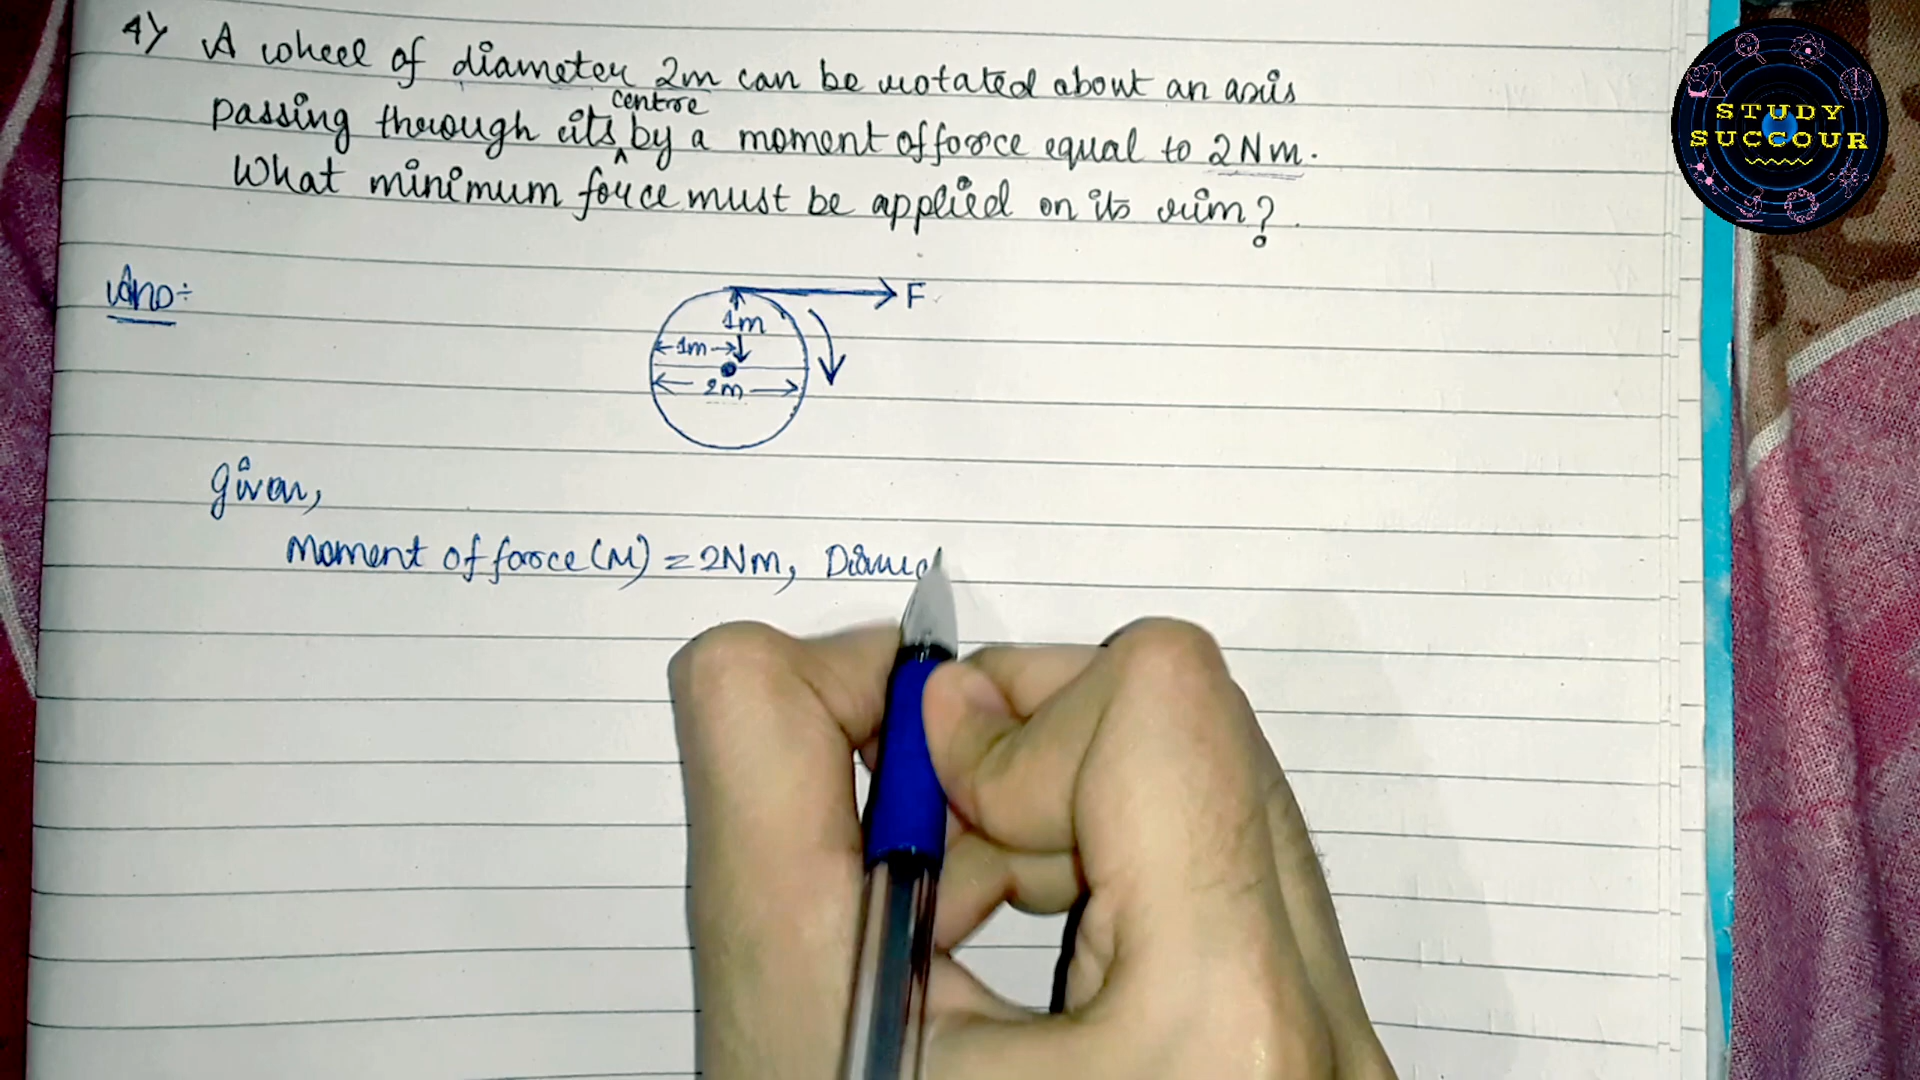 4) A wheel of diameter 2m can be rotated about an axis
passing through its centre by a moment of force equal to 2Nm.
What minimum force must be applied on its rim?
Ans:
F
1m
1m
2m
given,
Moment of force (M) = 2Nm, Diame
STUDY
SUCCOUR